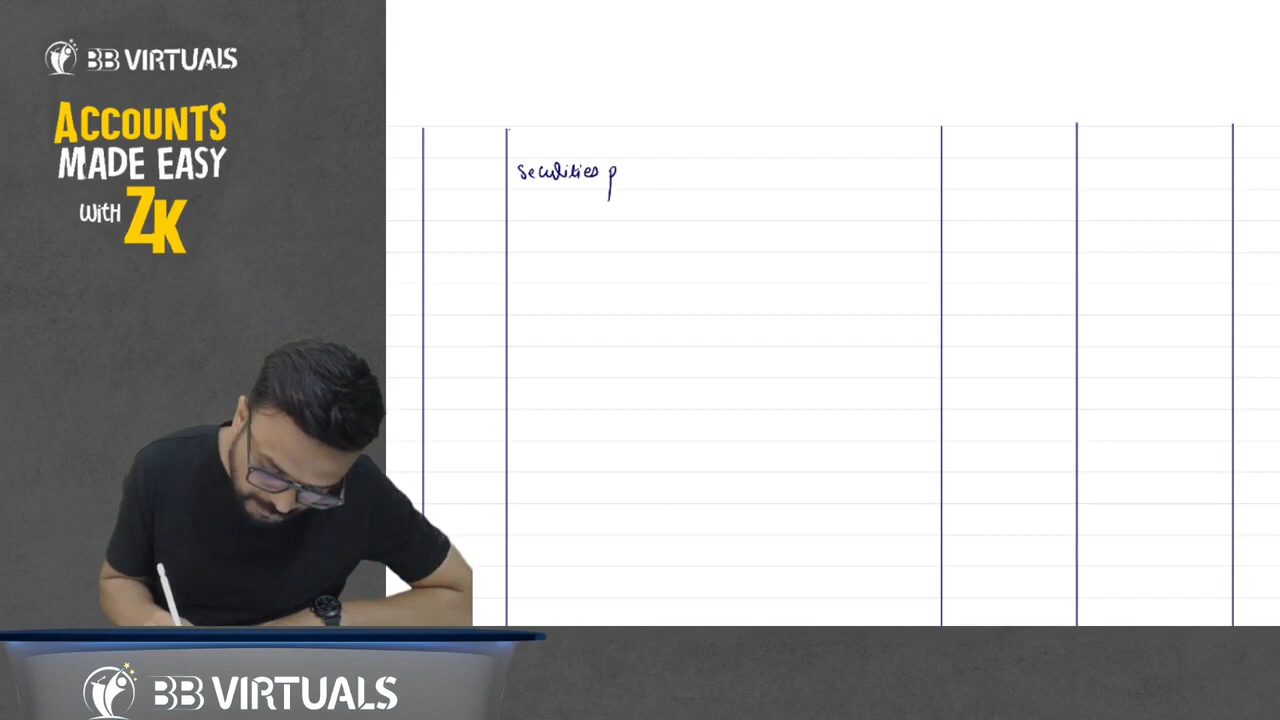 BB VIRTUALS
ACCOUNTS
MADE EASY
WITH ZK
Securities p
BB VIRTUALS